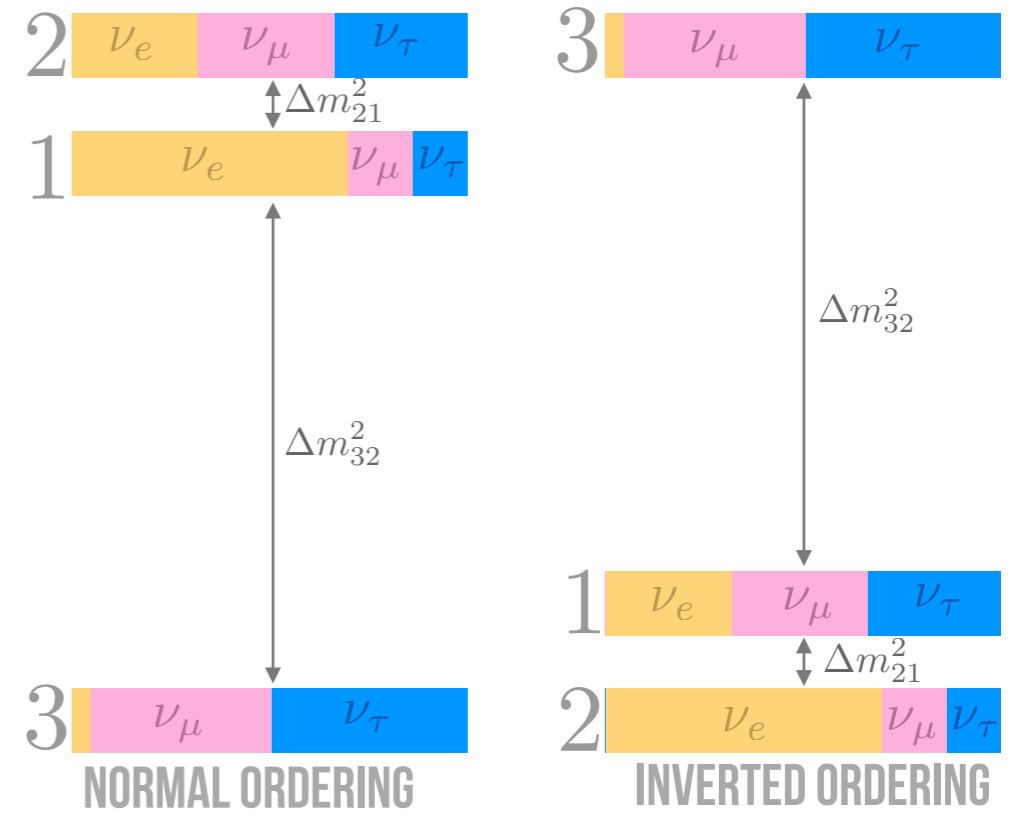 2 νe νμ ντ
Δm²21
1 νe νμ ντ
Δm²32
3 νμ ντ
NORMAL ORDERING
3 νμ ντ
Δm²32
1 νe νμ ντ
Δm²21
2 νe νμ ντ
INVERTED ORDERING